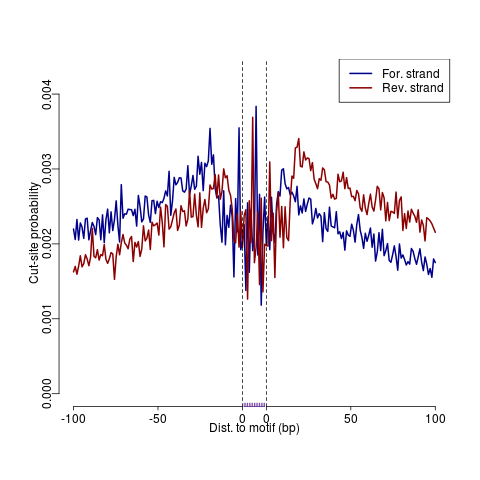 For. strand
Rev. strand
Cut-site probability
0.004
0.003
0.002
0.001
0.000
-100 -50 0 0 50 100
Dist. to motif (bp)